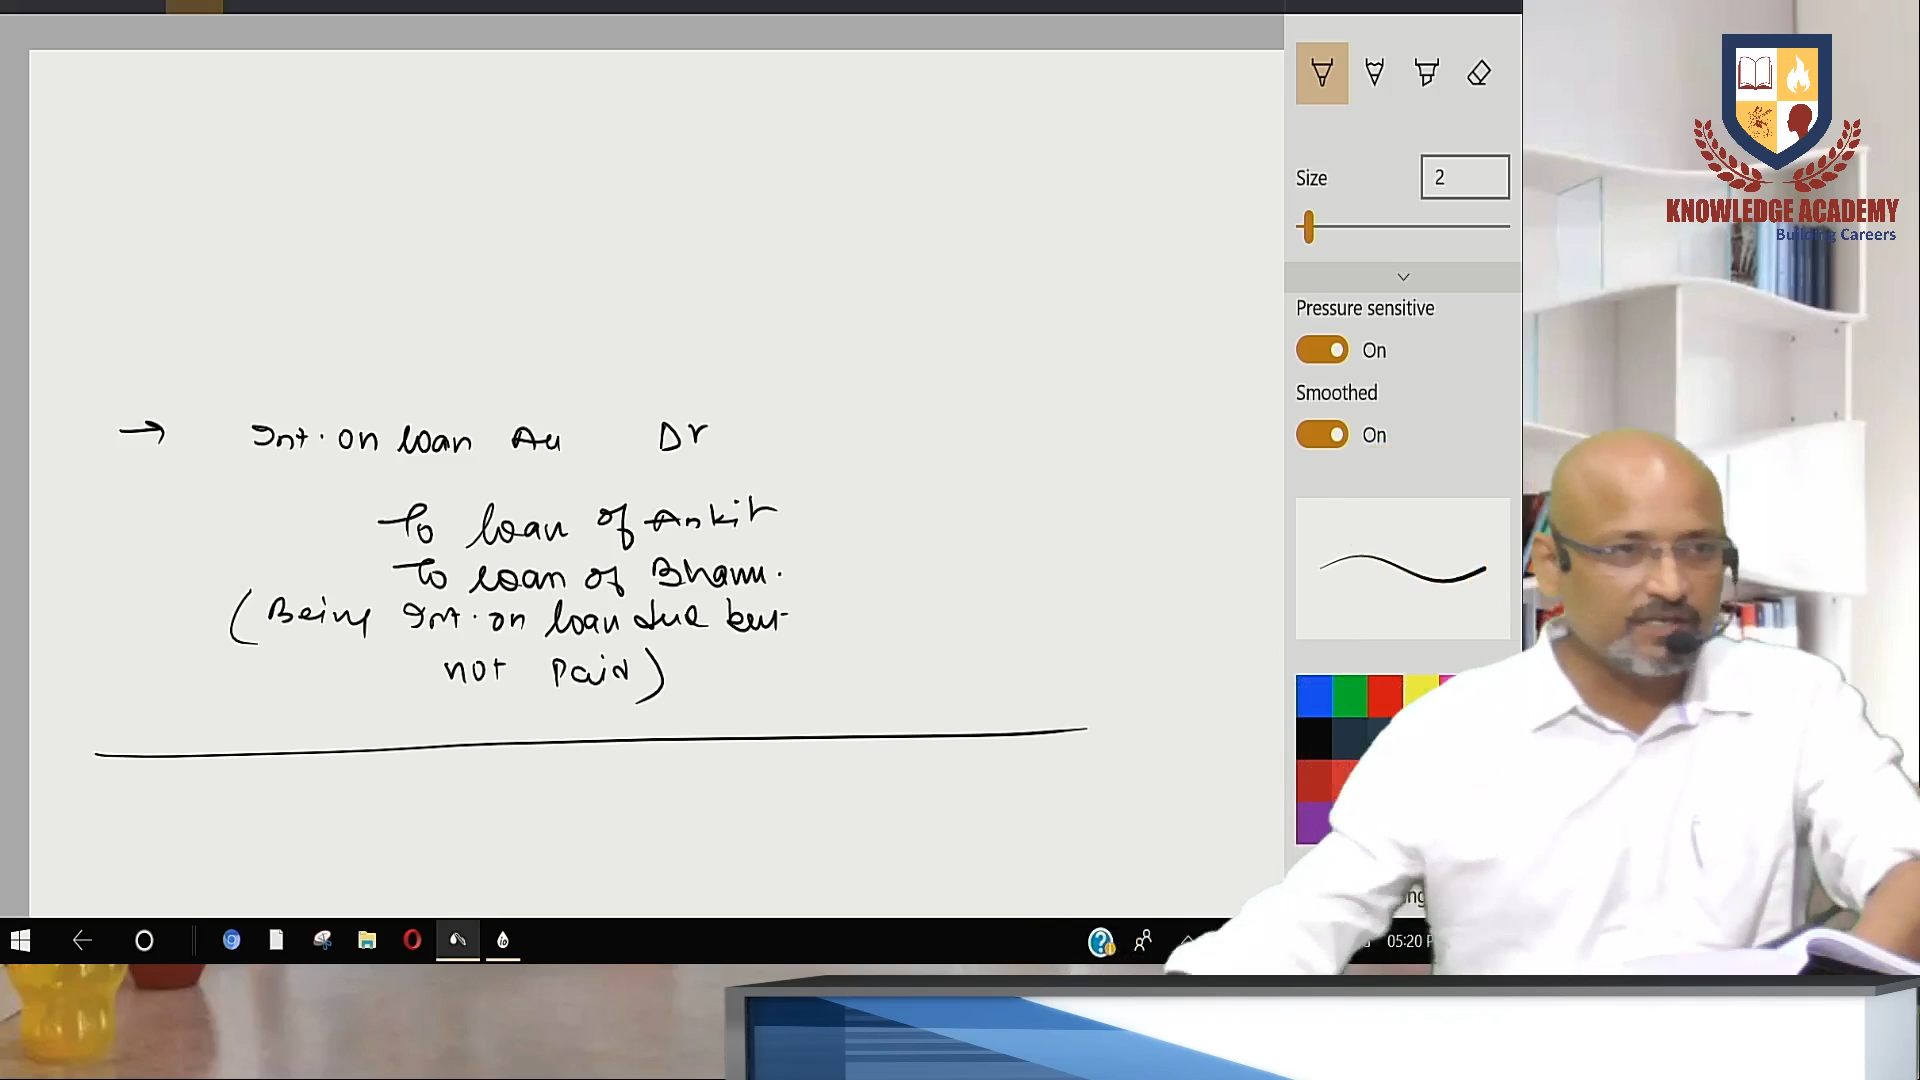 Size
2
Pressure sensitive
On
Smoothed
On
→ Int. on loan A/c Dr
To loan of Ankit
To loan of Bhanu.
(Being Int. on loan due but
not paid)
05:20 P
KNOWLEDGE ACADEMY
Building Careers